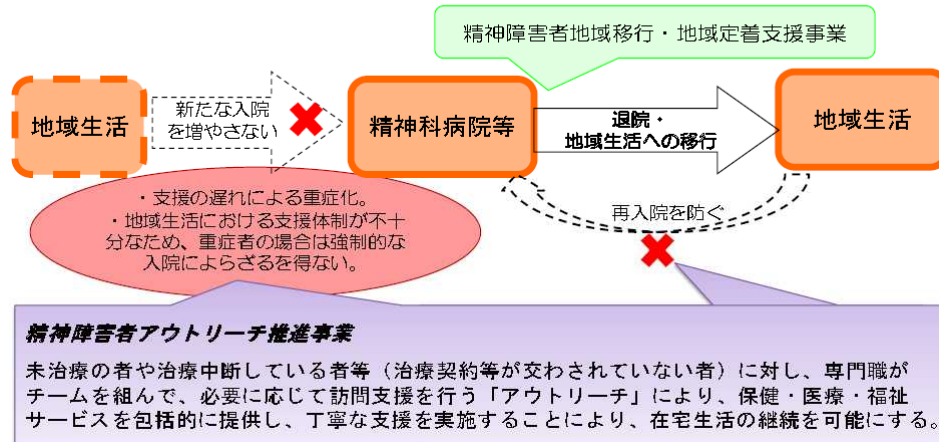 精神障害者地域移行・地域定着支援事業
地域生活
新たな入院
を増やさない
精神科病院等
退院・
地域生活への移行
地域生活
・支援の遅れによる重症化。
・地域生活における支援体制が不十
分なため、重症者の場合は強制的な
入院によらざるを得ない。
再入院を防ぐ
精神障害者アウトリーチ推進事業
未治療の者や治療中断している者等（治療契約等が交わされていない者）に対し、専門職が
チームを組んで、必要に応じて訪問支援を行う「アウトリーチ」により、保健・医療・福祉
サービスを包括的に提供し、丁寧な支援を実施することにより、在宅生活の継続を可能にする。